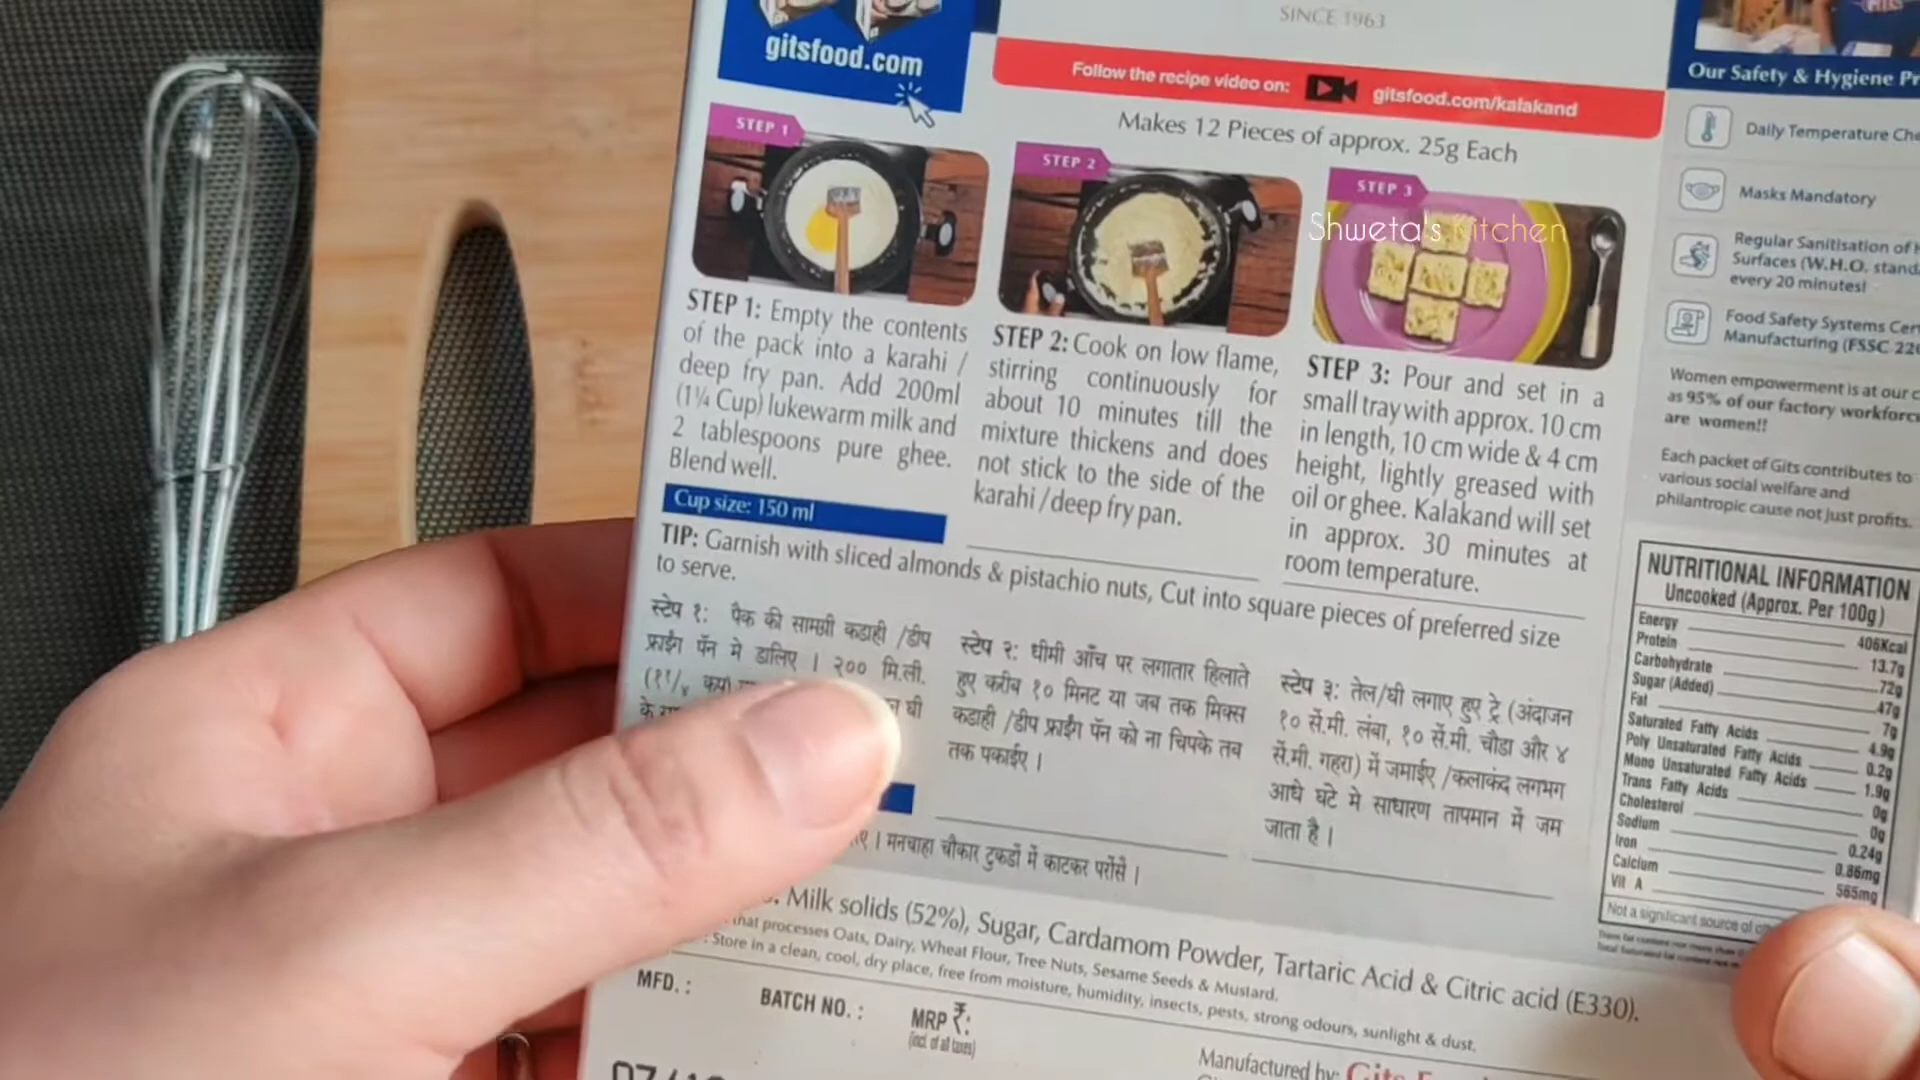 SINCE 1963
gitsfood.com
Follow the recipe video on: gitsfood.com/kalakand
Makes 12 Pieces of approx. 25g Each
STEP 1
STEP 2
STEP 3
Shweta's Kitchen
STEP 1: Empty the contents
of the pack into a karahi /
deep fry pan. Add 200ml
(1¼ Cup) lukewarm milk and
2 tablespoons pure ghee.
Blend well.
Cup size: 150 ml
STEP 2: Cook on low flame,
stirring continuously for
about 10 minutes till the
mixture thickens and does
not stick to the side of the
karahi / deep fry pan.
STEP 3: Pour and set in a
small tray with approx. 10 cm
in length, 10 cm wide & 4 cm
height, lightly greased with
oil or ghee. Kalakand will set
in approx. 30 minutes at
room temperature.
TIP: Garnish with sliced almonds & pistachio nuts, Cut into square pieces of preferred size
to serve.
स्टेप १: पैक की सामग्री कडाही /डीप
फ्राईंग पॅन मे डालिए । २०० मि.ली.
घी
स्टेप २: धीमी आँच पर लगातार हिलाते
हुए करीब १० मिनट या जब तक मिक्स
कडाही /डीप फ्राईंग पॅन को ना चिपके तब
तक पकाईए ।
स्टेप ३: तेल/घी लगाए हुए ट्रे (अंदाजन
१० सें.मी. लंबा, १० सें.मी. चौडा और ४
सें.मी. गहरा) में जमाईए /कलाकंद लगभग
आधे घंटे मे साधारण तापमान में जम
जाता है ।
। मनचाहा चौकार टुकडों में काटकर परोंसें ।
Milk solids (52%), Sugar, Cardamom Powder, Tartaric Acid & Citric acid (E330).
that processes Oats, Dairy, Wheat Flour, Tree Nuts, Sesame Seeds & Mustard.
Store in a clean, cool, dry place, free from moisture, humidity, insects, pests, strong odours, sunlight & dust.
MFD. :
BATCH NO. :
MRP ₹:
(incl. of all taxes)
Manufactured by:
Our Safety & Hygiene
Daily Temperature
Masks Mandatory
Regular Sanitisation of
Surfaces (W.H.O.
every 20 minutes!
Food Safety Systems
Manufacturing (FSSC
Women empowerment is at our
as 95% of our factory
are women!!
Each packet of Gits contributes to
various social welfare and
philantropic cause not just profits.
NUTRITIONAL INFORMATION
Uncooked (Approx. Per 100g)
Energy 406Kcal
Protein 13.7g
Carbohydrate 72g
Sugar (Added) 47g
Fat 7g
Saturated Fatty Acids 4.9g
Poly Unsaturated Fatty Acids 0.2g
Mono Unsaturated Fatty Acids 1.9g
Trans Fatty Acids 0g
Cholesterol 0g
Sodium 0.24g
Iron 0.86mg
Calcium 565mg
Vit A
Not a significant source of